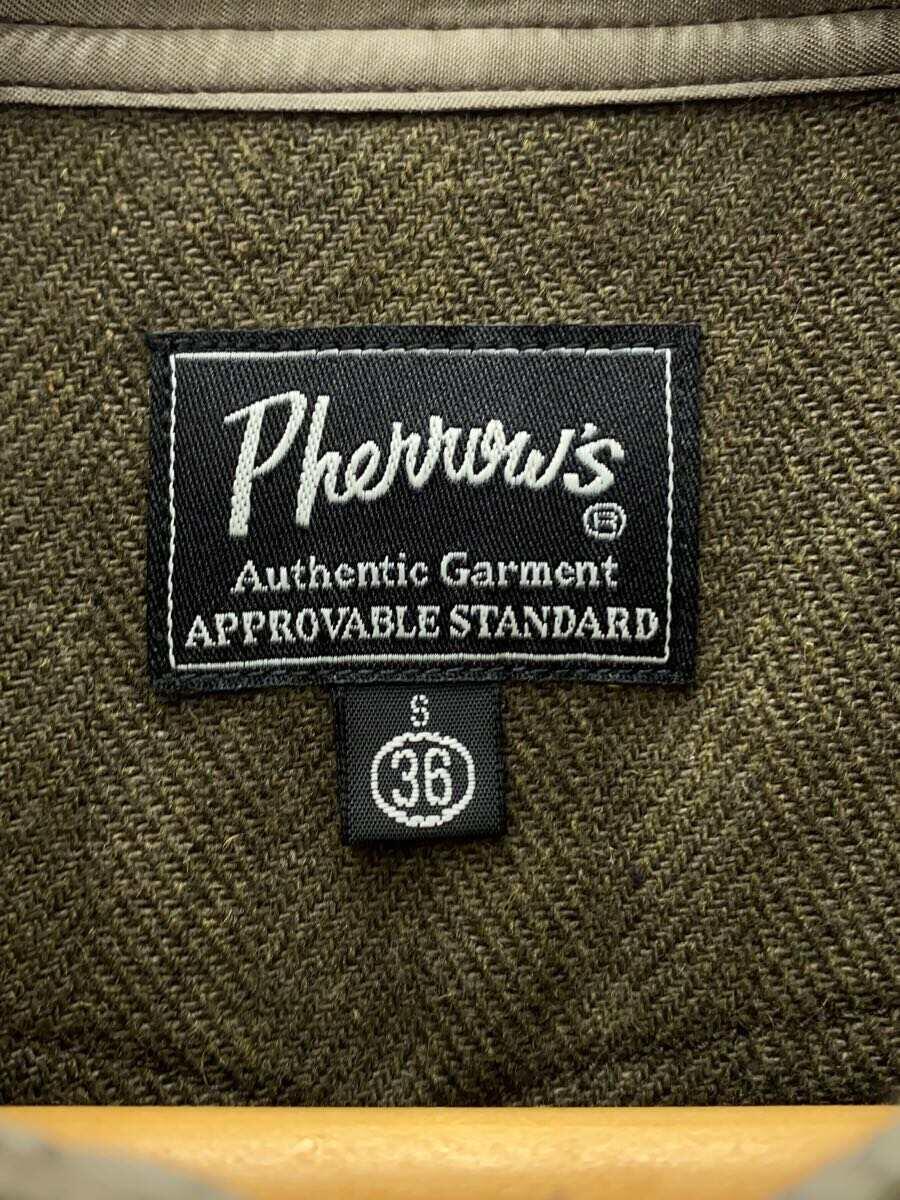 Pherrow's
®
Authentic Garment
APPROVABLE STANDARD
S
36